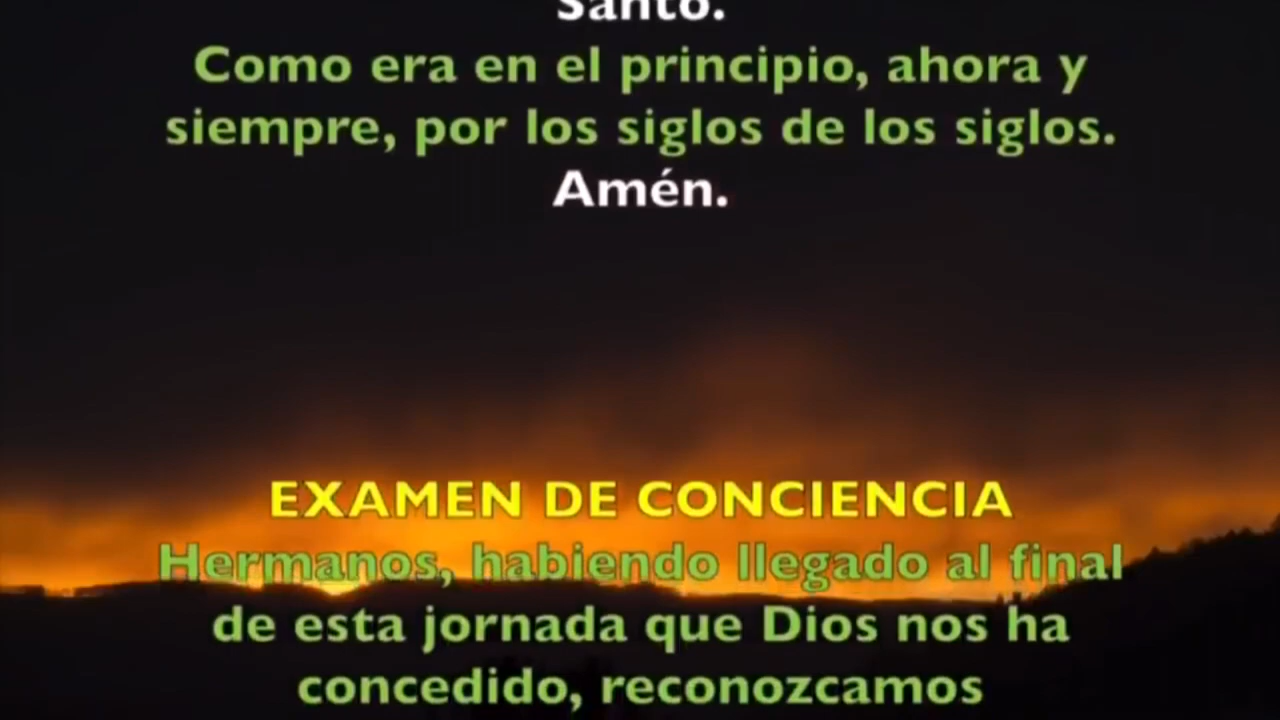 Santo.
Como era en el principio, ahora y
siempre, por los siglos de los siglos.
Amén.
EXAMEN DE CONCIENCIA
Hermanos, habiendo llegado al final
de esta jornada que Dios nos ha
concedido, reconozcamos